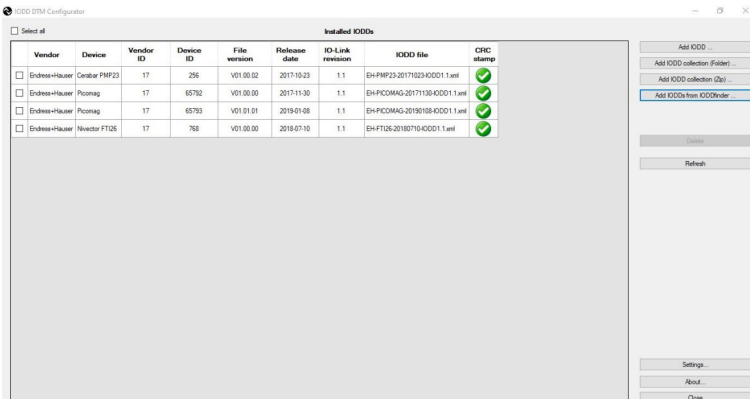 IODD DTM Configurator
Select all
Installed IODDs
Vendor Device Vendor ID Device ID File version Release date IO-Link revision IODD file CRC stamp
Endress+Hauser Cerabar PMP23 17 256 V01.00.02 2017-10-23 1.1 EH-PMP23-20171023-IODD1.1.xml
Endress+Hauser Picomag 17 65792 V01.00.00 2017-11-30 1.1 EH-PICOMAG-20171130-IODD1.1.xml
Endress+Hauser Picomag 17 65793 V01.01.01 2019-01-08 1.1 EH-PICOMAG-20190108-IODD1.1.xml
Endress+Hauser Nivector FTI26 17 768 V01.00.00 2018-07-10 1.1 EH-FTI26-20180710-IODD1.1.xml
Add IODD ...
Add IODD collection (Folder) ...
Add IODD collection (Zip) ...
Add IODDs from IODDfinder ...
Delete
Refresh
Settings...
About...
Close